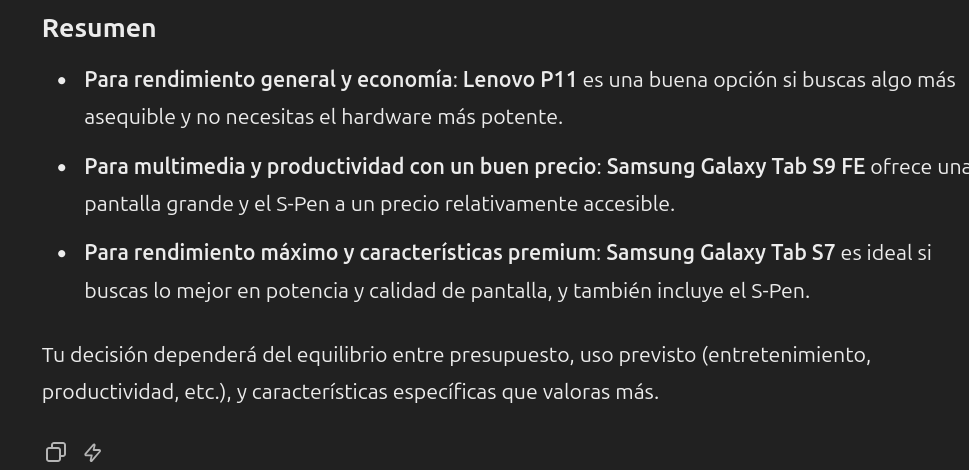 Resumen
Para rendimiento general y economía: Lenovo P11 es una buena opción si buscas algo más
asequible y no necesitas el hardware más potente.
Para multimedia y productividad con un buen precio: Samsung Galaxy Tab S9 FE ofrece una
pantalla grande y el S-Pen a un precio relativamente accesible.
Para rendimiento máximo y características premium: Samsung Galaxy Tab S7 es ideal si
buscas lo mejor en potencia y calidad de pantalla, y también incluye el S-Pen.
Tu decisión dependerá del equilibrio entre presupuesto, uso previsto (entretenimiento,
productividad, etc.), y características específicas que valoras más.